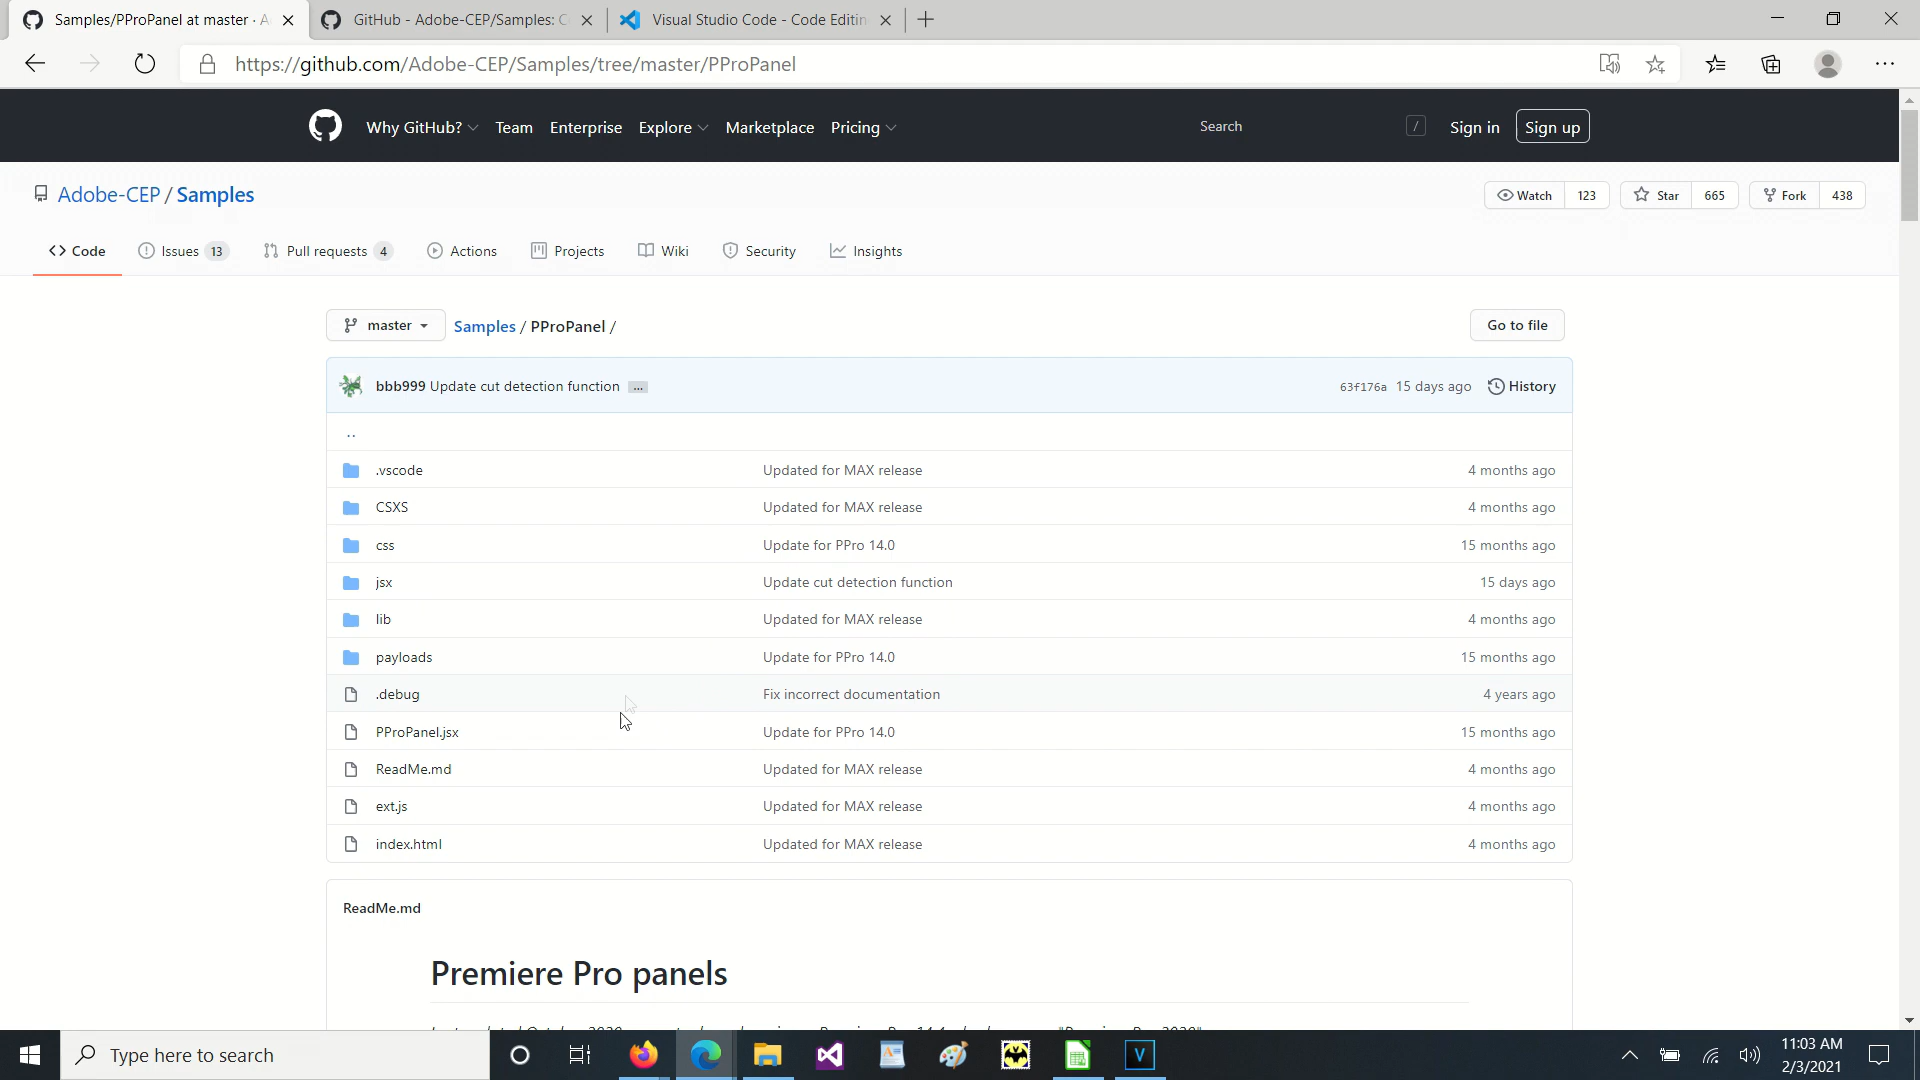 Samples/PProPanel at master · A
GitHub - Adobe-CEP/Samples: C
Visual Studio Code - Code Editin
https://github.com/Adobe-CEP/Samples/tree/master/PProPanel
Why GitHub? Team Enterprise Explore Marketplace Pricing Search / Sign in Sign up
Adobe-CEP / Samples Watch 123 Star 665 Fork 438
<> Code Issues 13 Pull requests 4 Actions Projects Wiki Security Insights
master Samples / PProPanel / Go to file
bbb999 Update cut detection function ... 63f176a 15 days ago History
..
.vscode Updated for MAX release 4 months ago
CSXS Updated for MAX release 4 months ago
css Update for PPro 14.0 15 months ago
jsx Update cut detection function 15 days ago
lib Updated for MAX release 4 months ago
payloads Update for PPro 14.0 15 months ago
.debug Fix incorrect documentation 4 years ago
PProPanel.jsx Update for PPro 14.0 15 months ago
ReadMe.md Updated for MAX release 4 months ago
ext.js Updated for MAX release 4 months ago
index.html Updated for MAX release 4 months ago
ReadMe.md
Premiere Pro panels
Type here to search
V
11:03 AM
2/3/2021